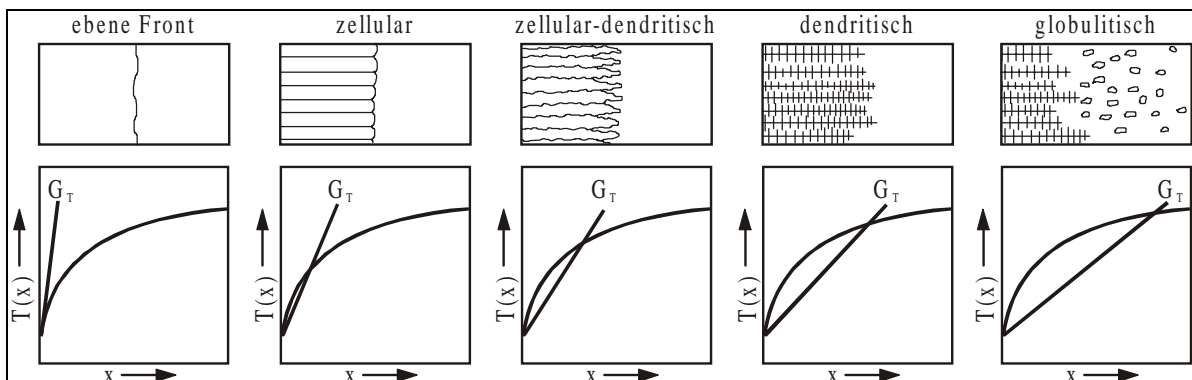 ebene Front
zellular
zellular-dendritisch
dendritisch
globulitisch
G_T
G_T
G_T
G_T
G_T
T(x)
T(x)
T(x)
T(x)
T(x)
x
x
x
x
x